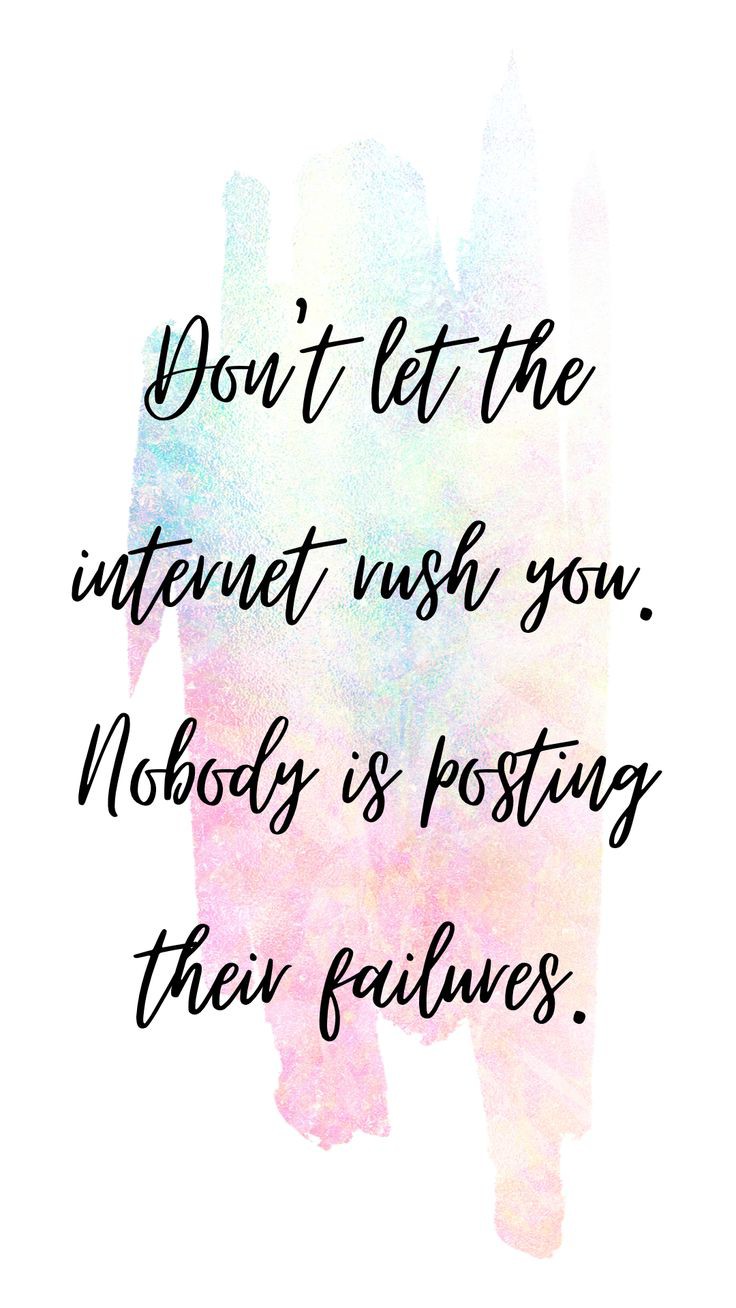 Don't let the
internet rush you.
Nobody is posting
their failures.